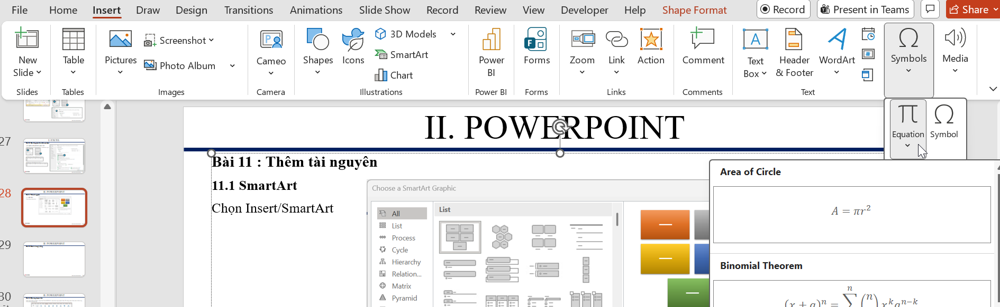 File Home Insert Draw Design Transitions Animations Slide Show Record Review View Developer Help Shape Format Record Present in Teams Share
New Slide
Table
Pictures
Screenshot
Photo Album
Cameo
Shapes
Icons
3D Models
SmartArt
Chart
Power BI
Forms
Zoom
Link
Action
Comment
Text Box
Header & Footer
WordArt
Symbols
Media
Slides Tables Images Camera Illustrations Power BI Forms Links Comments Text
Equation Symbol
27
28
29
30
II. POWERPOINT
Bài 11 : Thêm tài nguyên
11.1 SmartArt
Chọn Insert/SmartArt
Choose a SmartArt Graphic
All
List
Process
Cycle
Hierarchy
Relation...
Matrix
Pyramid
List
Area of Circle
A = πr²
Binomial Theorem